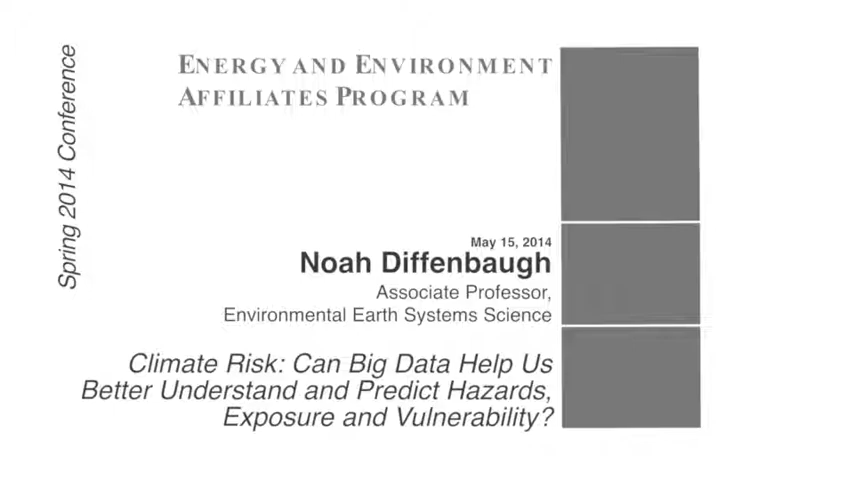 Spring 2014 Conference
ENERGY AND ENVIRONMENT
AFFILIATES PROGRAM
May 15, 2014
Noah Diffenbaugh
Associate Professor,
Environmental Earth Systems Science
Climate Risk: Can Big Data Help Us
Better Understand and Predict Hazards,
Exposure and Vulnerability?